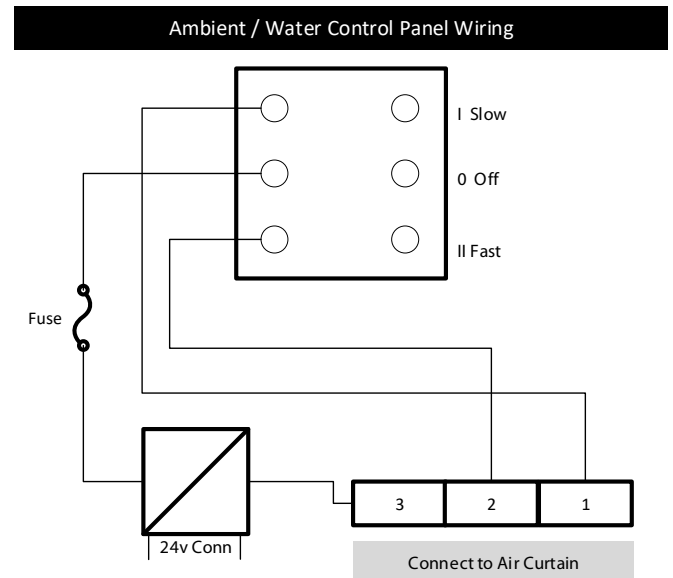 Ambient / Water Control Panel Wiring
I Slow
0 Off
II Fast
Fuse
24v Conn
3 2 1
Connect to Air Curtain